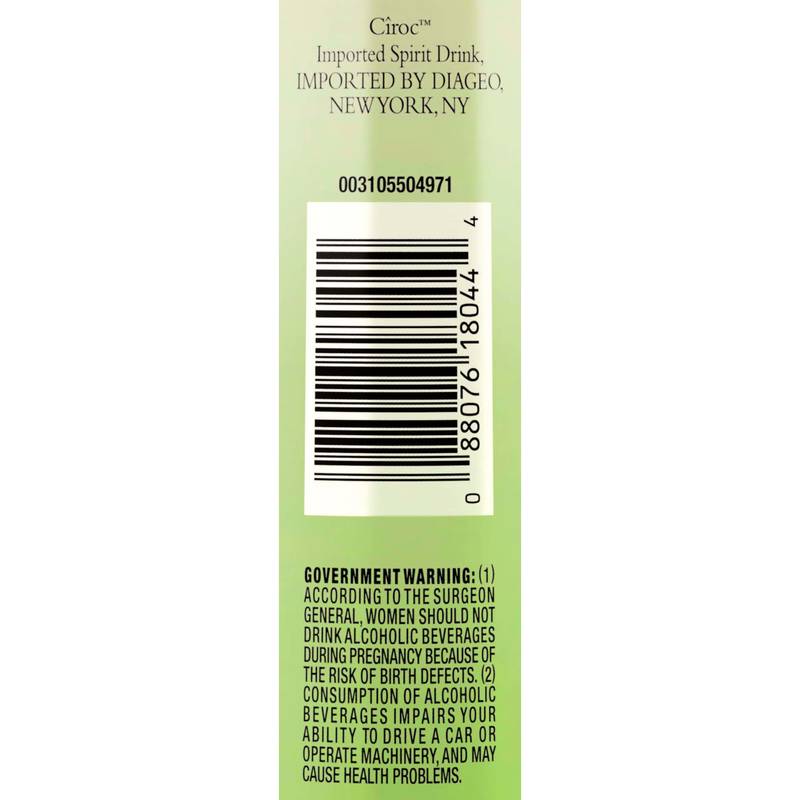 Cîroc™
Imported Spirit Drink,
IMPORTED BY DIAGEO,
NEW YORK, NY
003105504971
0 88076 18044 4
GOVERNMENT WARNING: (1)
ACCORDING TO THE SURGEON
GENERAL, WOMEN SHOULD NOT
DRINK ALCOHOLIC BEVERAGES
DURING PREGNANCY BECAUSE OF
THE RISK OF BIRTH DEFECTS. (2)
CONSUMPTION OF ALCOHOLIC
BEVERAGES IMPAIRS YOUR
ABILITY TO DRIVE A CAR OR
OPERATE MACHINERY, AND MAY
CAUSE HEALTH PROBLEMS.